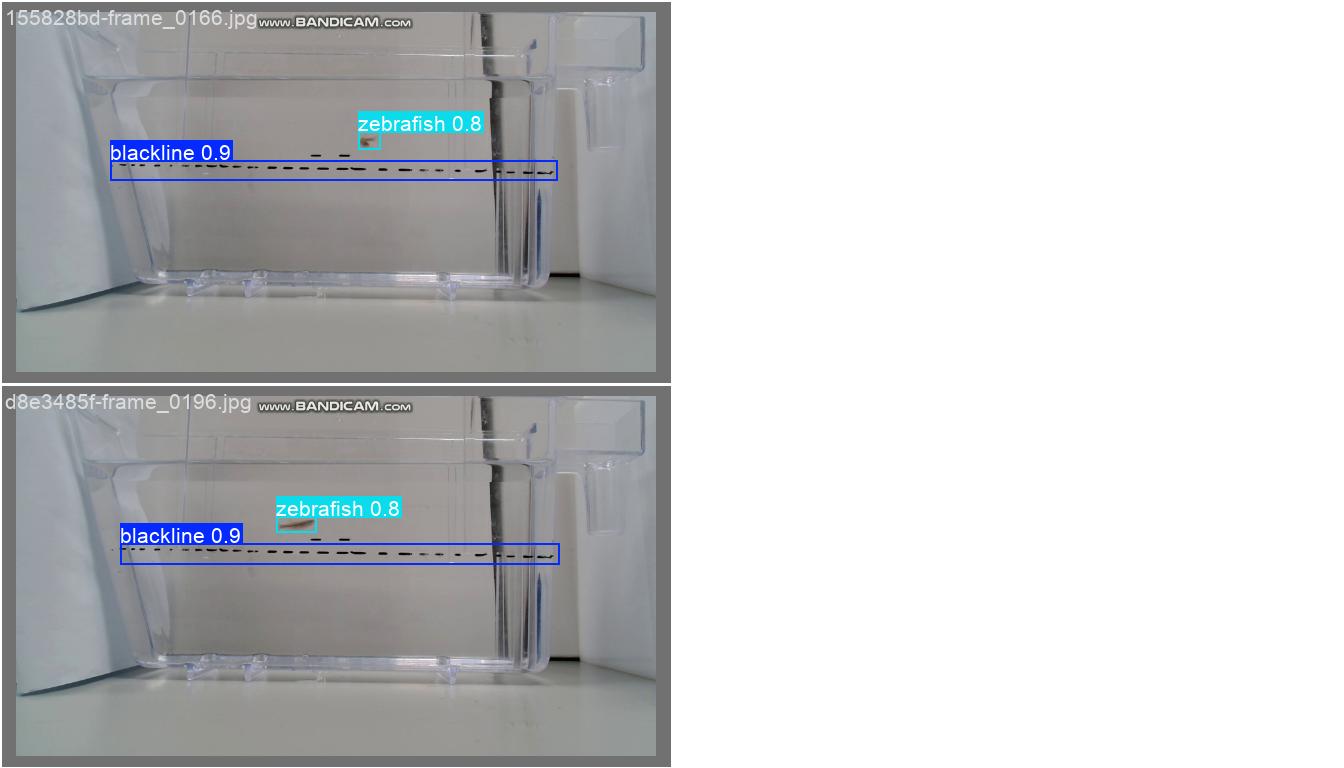 155828bd-frame_0166.jpg
www.BANDICAM.com
zebrafish 0.8
blackline 0.9
d8e3485f-frame_0196.jpg
www.BANDICAM.com
zebrafish 0.8
blackline 0.9